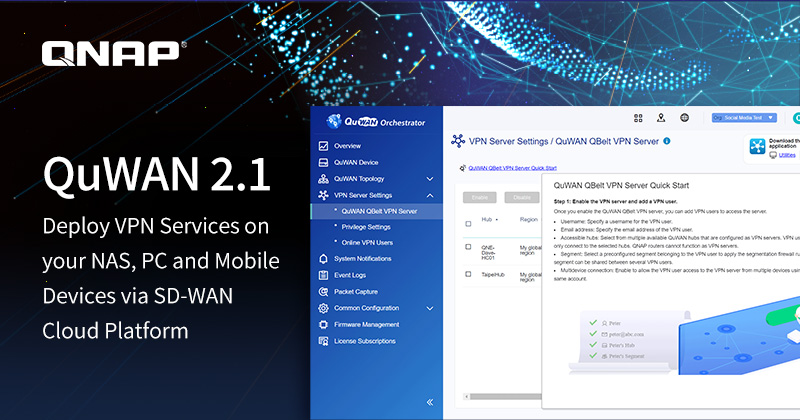 QNAP
QuWAN 2.1
Deploy VPN Services on
your NAS, PC and Mobile
Devices via SD-WAN
Cloud Platform
QuWAN Orchestrator
Overview
QuWAN Device
QuWAN Topology
VPN Server Settings
QuWAN QBelt VPN Server
Privilege Settings
Online VPN Users
System Notifications
Event Logs
Packet Capture
Common Configuration
Firmware Management
License Subscriptions
Org Social Media Test
VPN Server Settings / QuWAN QBelt VPN Server
Download the
application
Utilities
QuWAN QBelt VPN Server Quick Start
Enable
Disable
Hub
Region
QNE-
Dave-
HC01
My global
region
TaipeiHub
My global
region
QuWAN QBelt VPN Server Quick Start
Step 1: Enable the VPN server and add a VPN user.
Once you enable the QuWAN QBelt VPN server, you can add VPN users to access the server.
• Username: Specify a username for the VPN user.
• Email address: Specify the email address of the VPN user.
• Accessible hubs: Select from multiple available QuWAN hubs that are configured as VPN servers. VPN us
only connect to the selected hubs. QNAP routers cannot function as VPN servers.
• Segment: Select a preconfigured segment belonging to the VPN user to apply the segmentation firewall ru
segment can be shared between several VPN users.
• Multidevice connection: Enable to allow the VPN user access to the VPN server from multiple devices usin
same account.
Peter
peter@abc.com
Peter's Hub
Peter's Segment